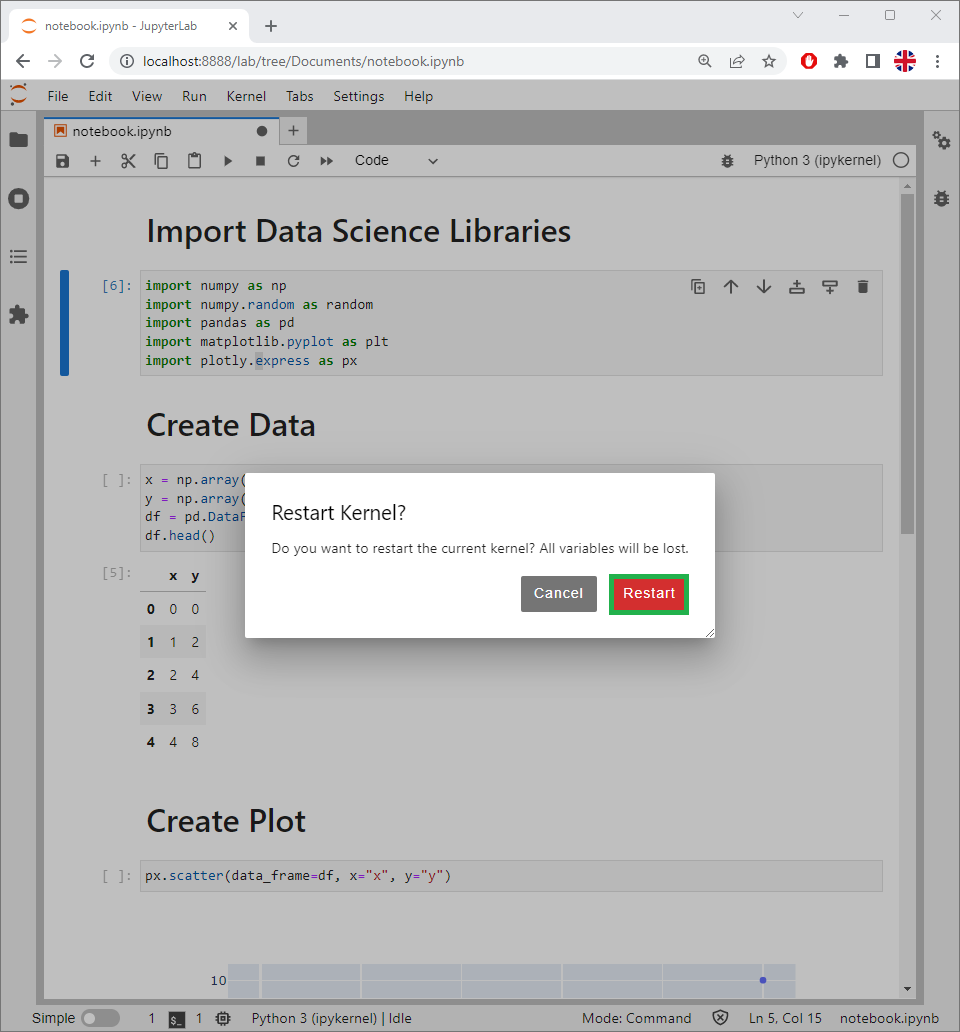 notebook.ipynb - JupyterLab
localhost:8888/lab/tree/Documents/notebook.ipynb
File Edit View Run Kernel Tabs Settings Help
notebook.ipynb
Code Python 3 (ipykernel)
Import Data Science Libraries
[6]: import numpy as np
import numpy.random as random
import pandas as pd
import matplotlib.pyplot as plt
import plotly.express as px
Create Data
[ ]: x = np.array(
y = np.array(
df = pd.DataF
df.head()
Restart Kernel?
Do you want to restart the current kernel? All variables will be lost.
Cancel Restart
[5]: x y
0 0 0
1 1 2
2 2 4
3 3 6
4 4 8
Create Plot
[ ]: px.scatter(data_frame=df, x="x", y="y")
10
Simple 1 $_ 1 Python 3 (ipykernel) | Idle Mode: Command Ln 5, Col 15 notebook.ipynb